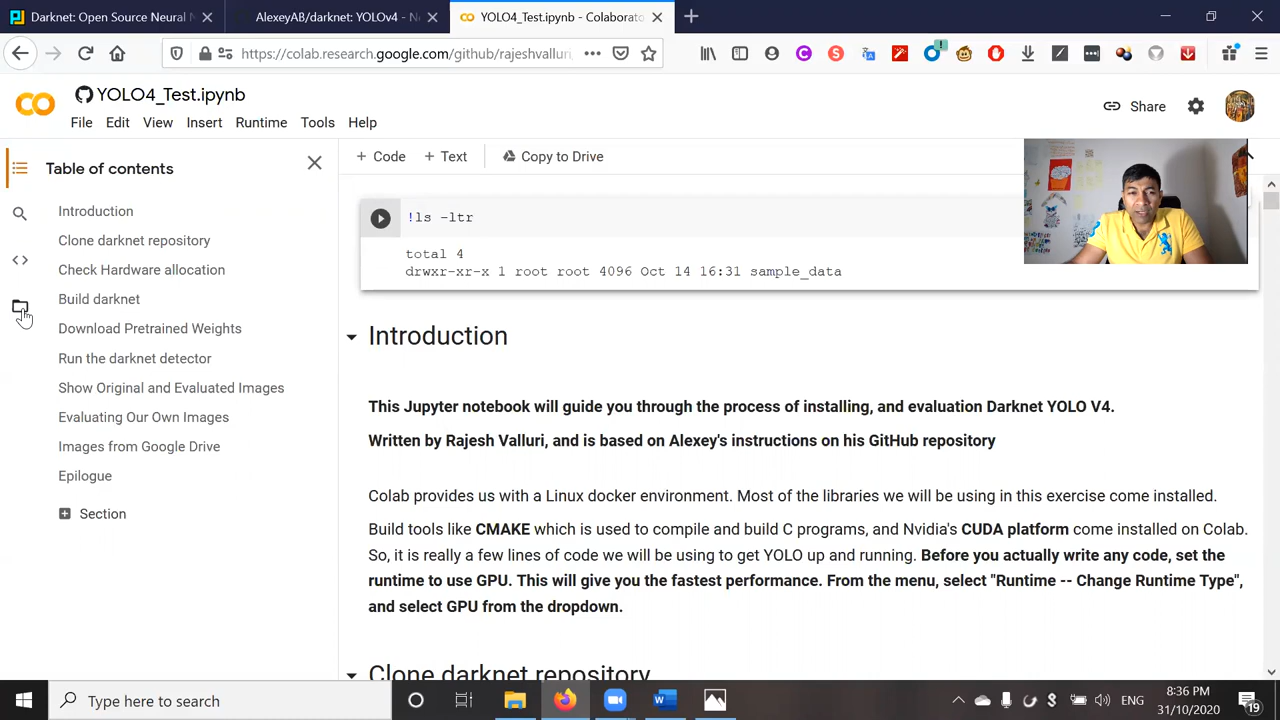 Darknet: Open Source Neural N
AlexeyAB/darknet: YOLOv4 - Ne
YOLO4_Test.ipynb - Colaborato
https://colab.research.google.com/github/rajeshvalluri
YOLO4_Test.ipynb
Share
File Edit View Insert Runtime Tools Help
Table of contents
+ Code + Text Copy to Drive
Introduction
Clone darknet repository
Check Hardware allocation
Build darknet
Download Pretrained Weights
Run the darknet detector
Show Original and Evaluated Images
Evaluating Our Own Images
Images from Google Drive
Epilogue
Section
!ls -ltr
total 4
drwxr-xr-x 1 root root 4096 Oct 14 16:31 sample_data
Introduction
This Jupyter notebook will guide you through the process of installing, and evaluation Darknet YOLO V4.
Written by Rajesh Valluri, and is based on Alexey's instructions on his GitHub repository
Colab provides us with a Linux docker environment. Most of the libraries we will be using in this exercise come installed.
Build tools like CMAKE which is used to compile and build C programs, and Nvidia's CUDA platform come installed on Colab.
So, it is really a few lines of code we will be using to get YOLO up and running. Before you actually write any code, set the
runtime to use GPU. This will give you the fastest performance. From the menu, select "Runtime -- Change Runtime Type",
and select GPU from the dropdown.
Clone darknet repository
Type here to search
ENG
8:36 PM
31/10/2020
19